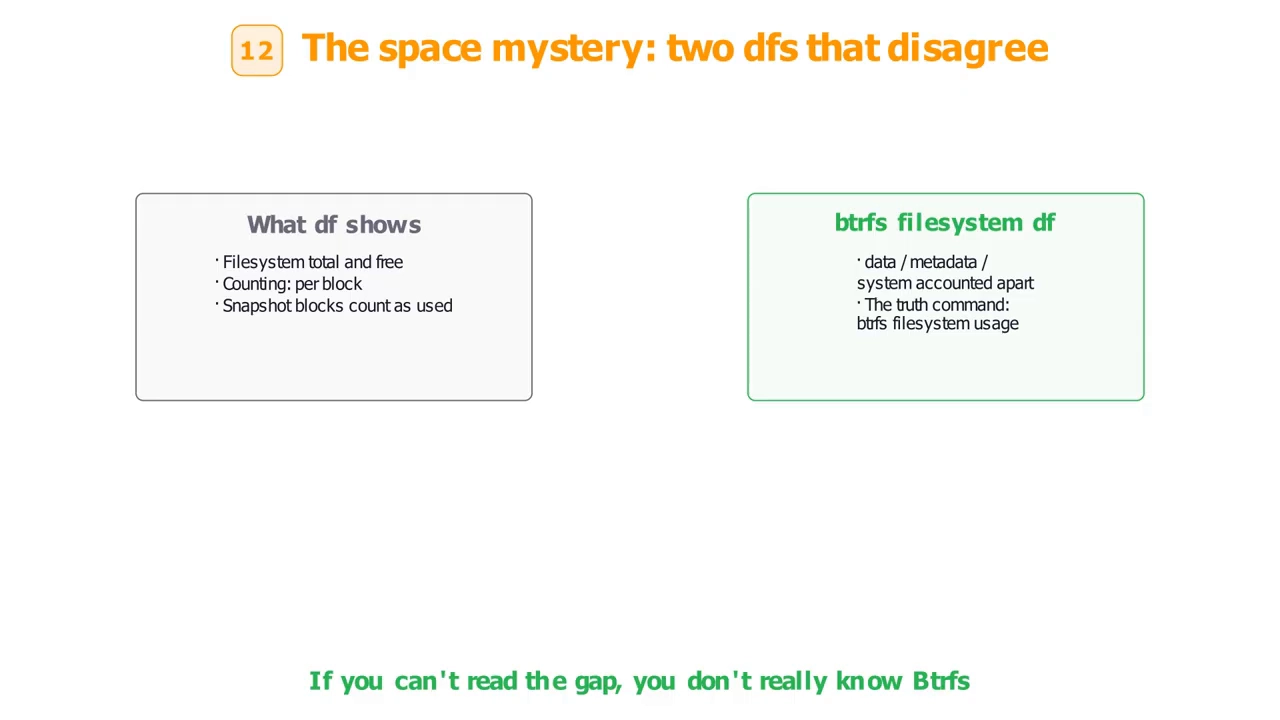 12
The space mystery: two dfs that disagree
What df shows
· Filesystem total and free
· Counting: per block
· Snapshot blocks count as used
btrfs filesystem df
· data / metadata /
system accounted apart
· The truth command:
btrfs filesystem usage
If you can't read the gap, you don't really know Btrfs